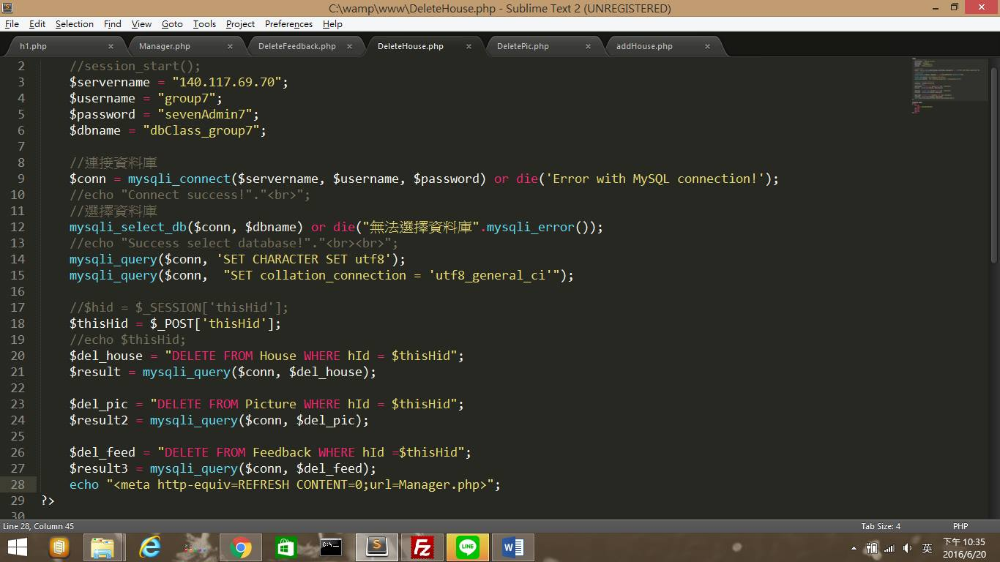 C:\wamp\www\DeleteHouse.php - Sublime Text 2 (UNREGISTERED)
File Edit Selection Find View Goto Tools Project Preferences Help
h1.php Manager.php DeleteFeedback.php DeleteHouse.php DeletePic.php addHouse.php
2 //session_start();
3 $servername = "140.117.69.70";
4 $username = "group7";
5 $password = "sevenAdmin7";
6 $dbname = "dbClass_group7";
7
8 //連接資料庫
9 $conn = mysqli_connect($servername, $username, $password) or die('Error with MySQL connection!');
10 //echo "Connect success!"."<br>";
11 //選擇資料庫
12 mysqli_select_db($conn, $dbname) or die("無法選擇資料庫".mysqli_error());
13 //echo "Success select database!"."<br><br>";
14 mysqli_query($conn, 'SET CHARACTER SET utf8');
15 mysqli_query($conn,  "SET collation_connection = 'utf8_general_ci'");
16
17 //$hid = $_SESSION['thisHid'];
18 $thisHid = $_POST['thisHid'];
19 //echo $thisHid;
20 $del_house = "DELETE FROM House WHERE hId = $thisHid";
21 $result = mysqli_query($conn, $del_house);
22
23 $del_pic = "DELETE FROM Picture WHERE hId = $thisHid";
24 $result2 = mysqli_query($conn, $del_pic);
25
26 $del_feed = "DELETE FROM Feedback WHERE hId =$thisHid";
27 $result3 = mysqli_query($conn, $del_feed);
28 echo "<meta http-equiv=REFRESH CONTENT=0;url=Manager.php>";
29 ?>
30
Line 28, Column 45 Tab Size: 4 PHP
C:\_ S Fz LINE W 英 下午 10:35
2016/6/20